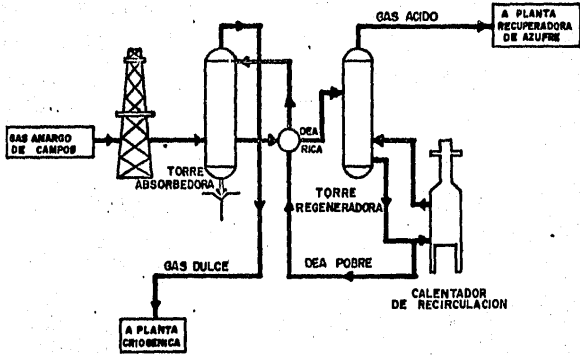 GAS ACIDO
A PLANTA
RECUPERADORA
DE AZUFRE
GAS AMARGO
DE CAMPOS
TORRE
ABSORBEDORA
DEA
RICA
TORRE
REGENERADORA
GAS DULCE
DEA POBRE
CALENTADOR
DE RECIRCULACION
A PLANTA
CRIOGENICA